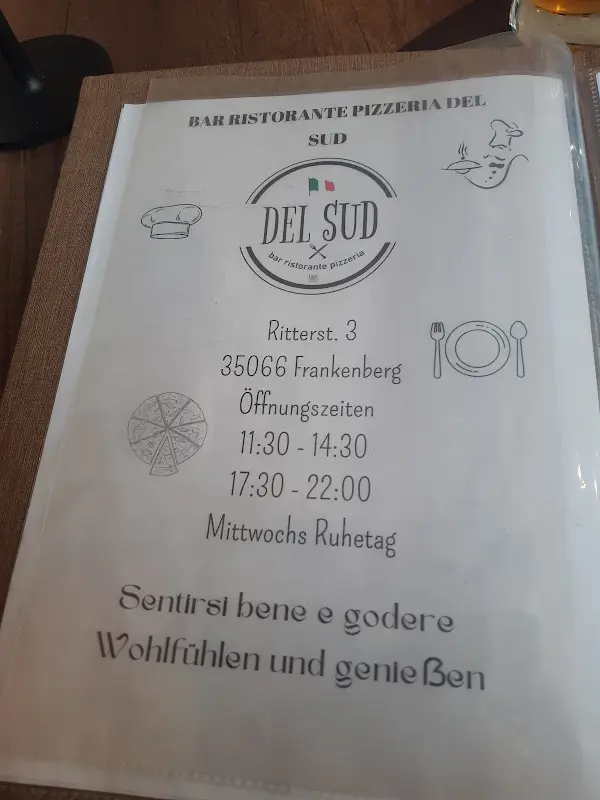 BAR RISTORANTE PIZZERIA DEL
SUD
DEL SUD
bar ristorante pizzeria
Ritterst. 3
35066 Frankenberg
Öffnungszeiten
11:30 - 14:30
17:30 - 22:00
Mittwochs Ruhetag
Sentirsi bene e godere
Wohlfühlen und genießen